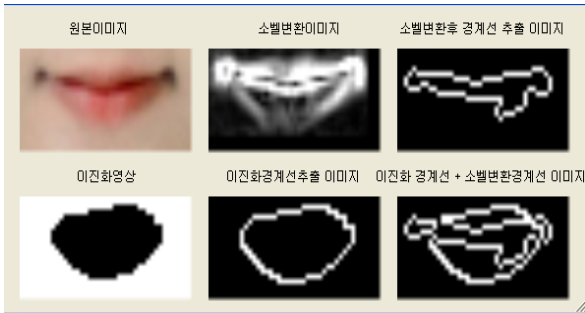 원본이미지
소벨변환이미지
소벨변환후 경계선 추출 이미지
이진화영상
이진화경계선추출 이미지
이진화 경계선 + 소벨변환경계선 이미지